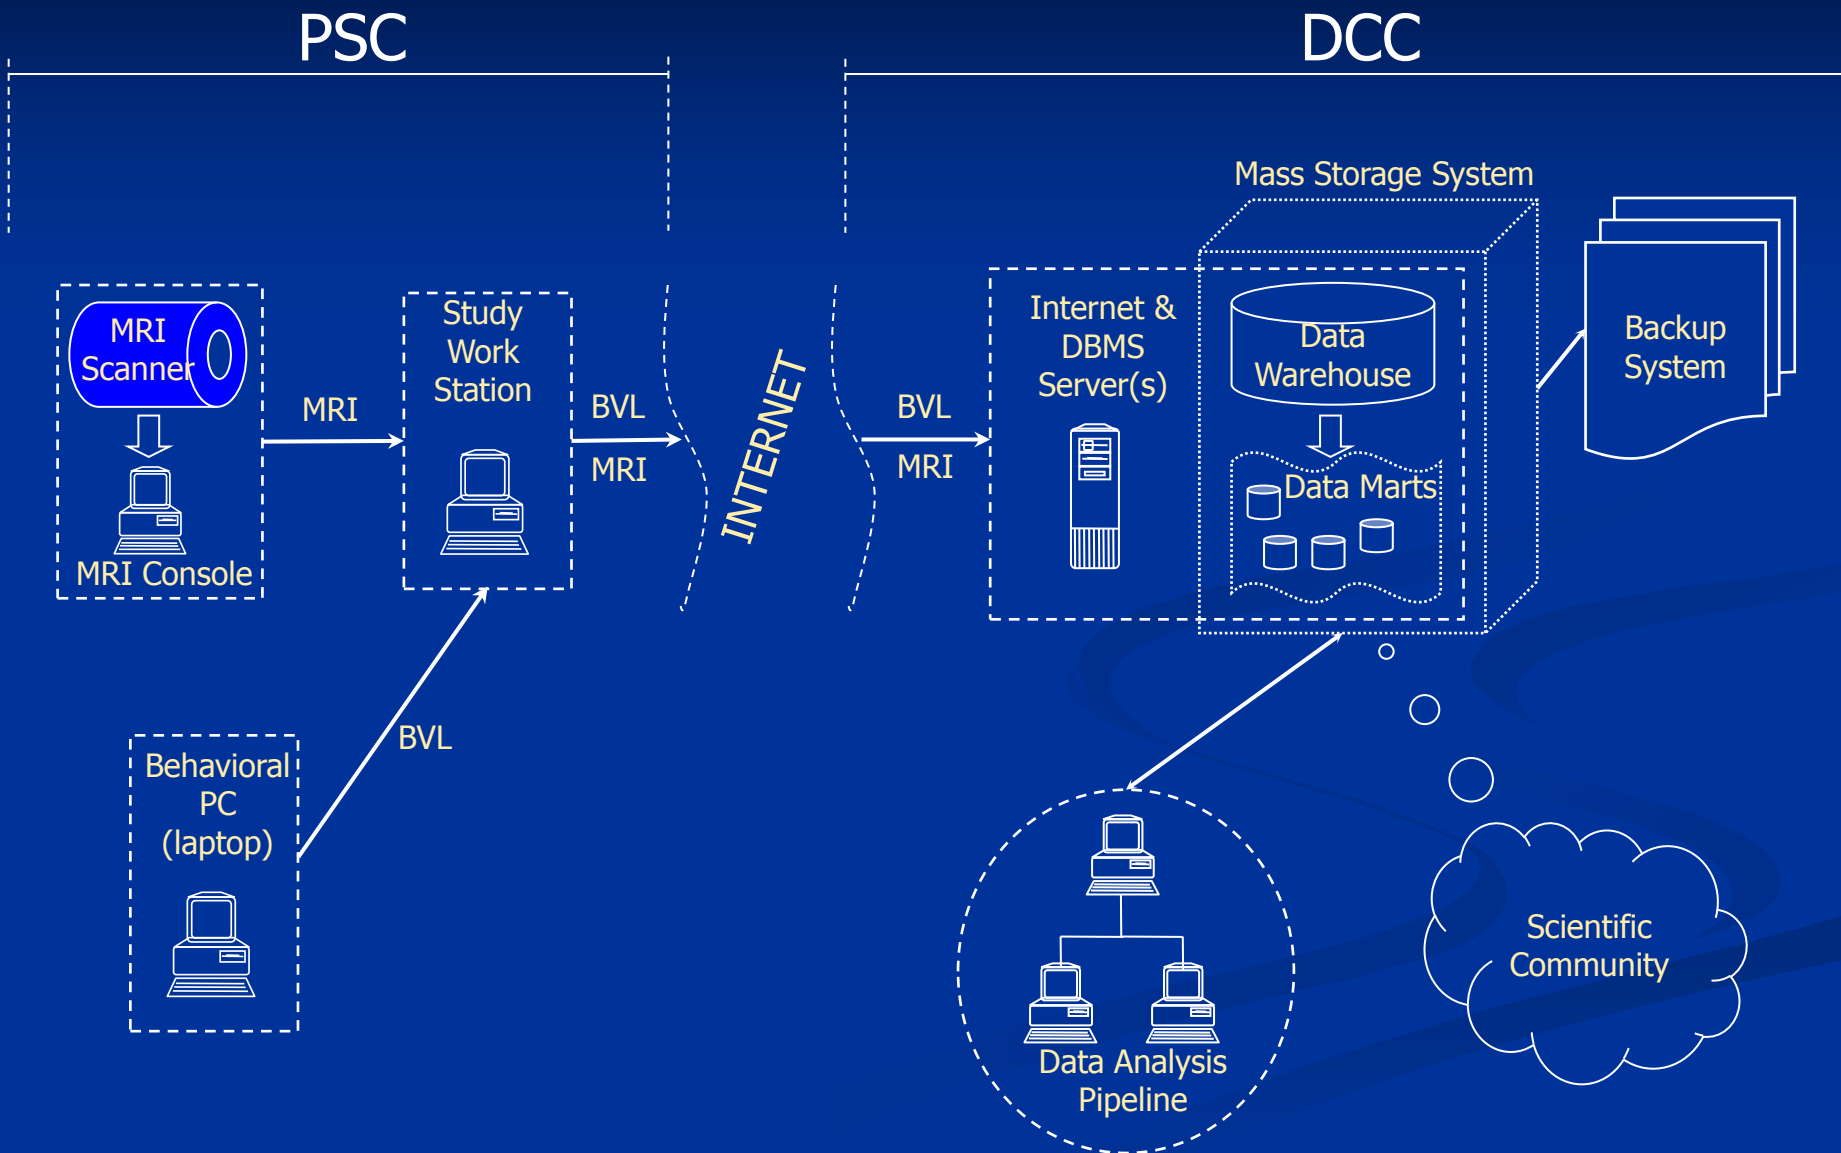 PSC
DCC
Mass Storage System
MRI
Scanner
MRI Console
MRI
Study
Work
Station
BVL
MRI
INTERNET
BVL
MRI
Internet &
DBMS
Server(s)
Data
Warehouse
Data Marts
Backup
System
BVL
Behavioral
PC
(laptop)
Data Analysis
Pipeline
Scientific
Community